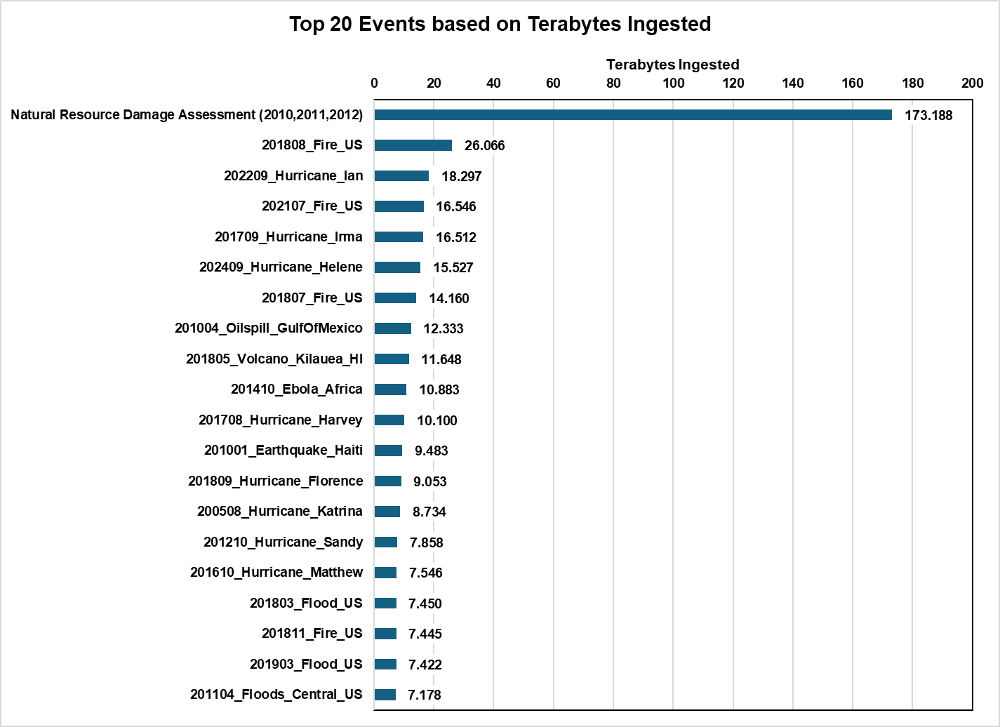 Top 20 Events based on Terabytes Ingested
Terabytes Ingested
0 20 40 60 80 100 120 140 160 180 200
Natural Resource Damage Assessment (2010,2011,2012) 173.188
201808_Fire_US 26.066
202209_Hurricane_Ian 18.297
202107_Fire_US 16.546
201709_Hurricane_Irma 16.512
202409_Hurricane_Helene 15.527
201807_Fire_US 14.160
201004_Oilspill_GulfOfMexico 12.333
201805_Volcano_Kilauea_HI 11.648
201410_Ebola_Africa 10.883
201708_Hurricane_Harvey 10.100
201001_Earthquake_Haiti 9.483
201809_Hurricane_Florence 9.053
200508_Hurricane_Katrina 8.734
201210_Hurricane_Sandy 7.858
201610_Hurricane_Matthew 7.546
201803_Flood_US 7.450
201811_Fire_US 7.445
201903_Flood_US 7.422
201104_Floods_Central_US 7.178